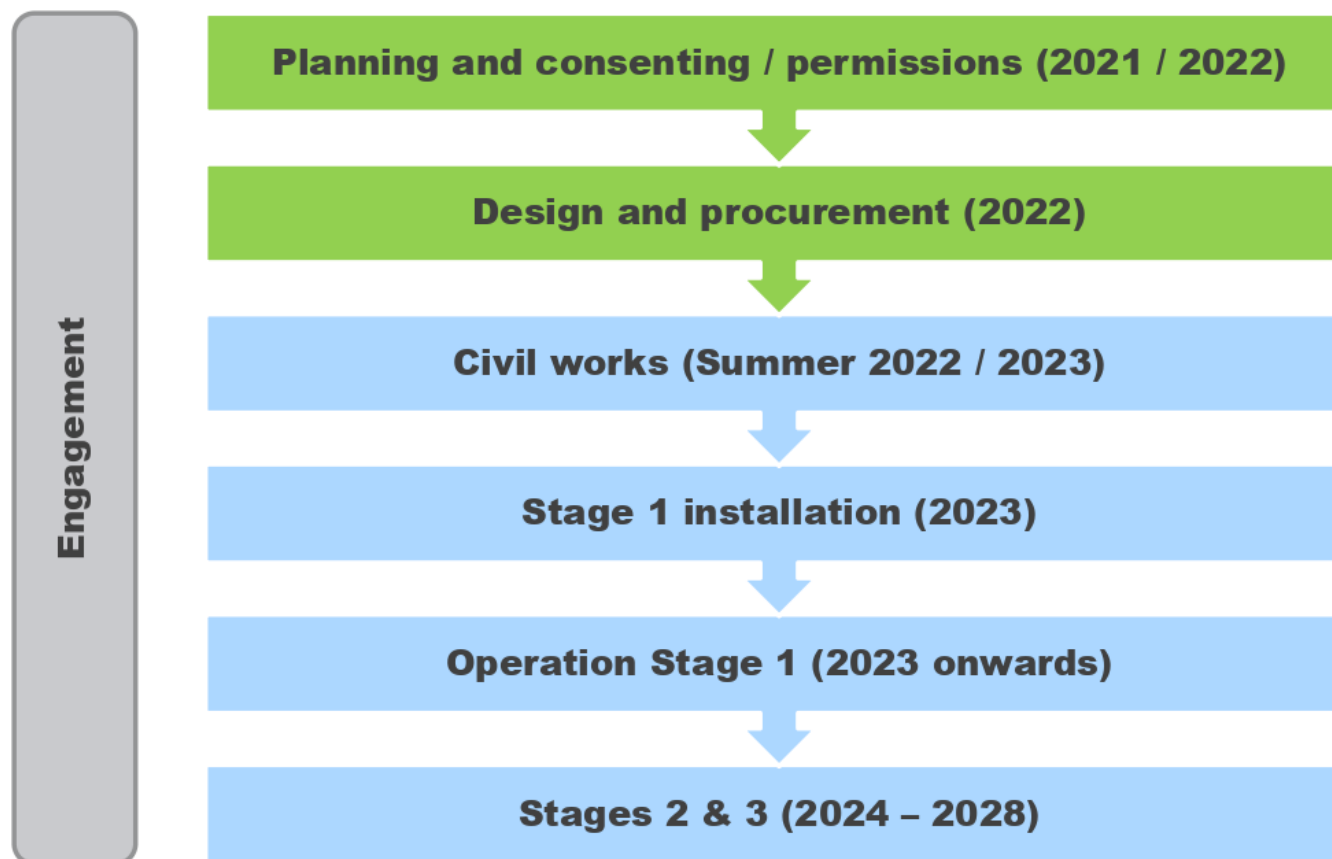 Engagement
Planning and consenting / permissions (2021 / 2022)
Design and procurement (2022)
Civil works (Summer 2022 / 2023)
Stage 1 installation (2023)
Operation Stage 1 (2023 onwards)
Stages 2 & 3 (2024 – 2028)